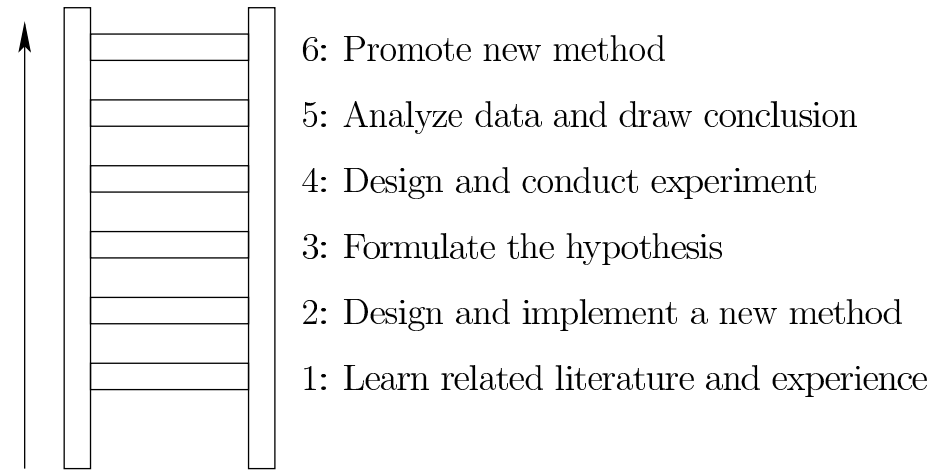 6: Promote new method
5: Analyze data and draw conclusion
4: Design and conduct experiment
3: Formulate the hypothesis
2: Design and implement a new method
1: Learn related literature and experience